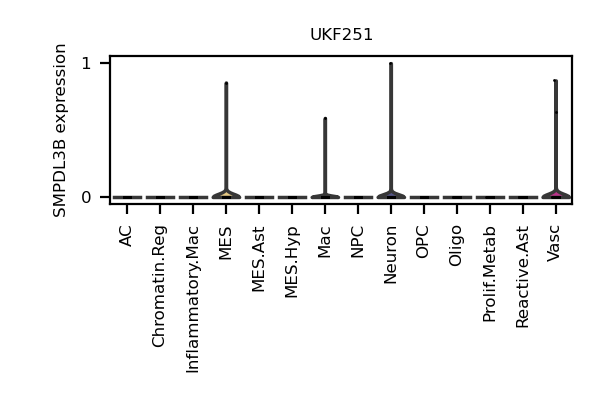 UKF251
SMPDL3B expression
1
0
AC
Chromatin.Reg
Inflammatory.Mac
MES
MES.Ast
MES.Hyp
Mac
NPC
Neuron
OPC
Oligo
Prolif.Metab
Reactive.Ast
Vasc